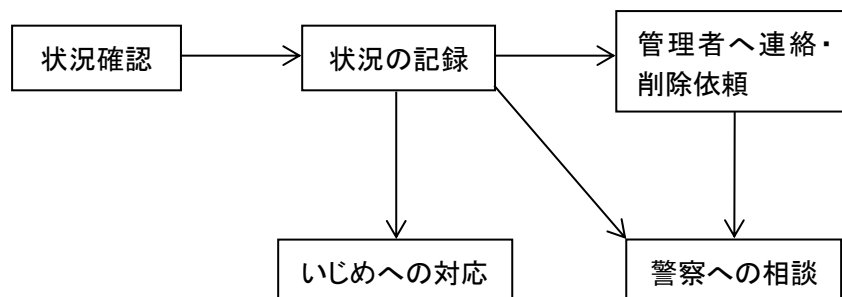 状況確認
状況の記録
管理者へ連絡・
削除依頼
いじめへの対応
警察への相談